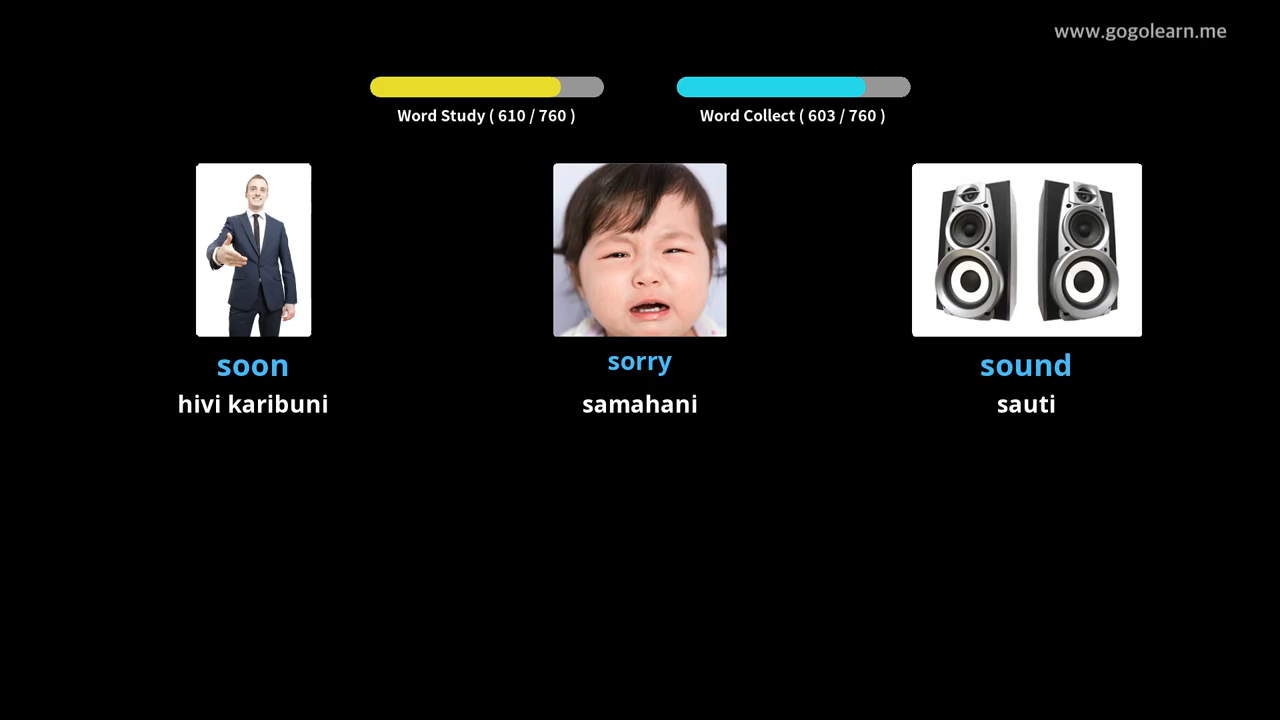 www.gogolearn.me
Word Study ( 610 / 760 )
Word Collect ( 603 / 760 )
soon
hivi karibuni
sorry
samahani
sound
sauti